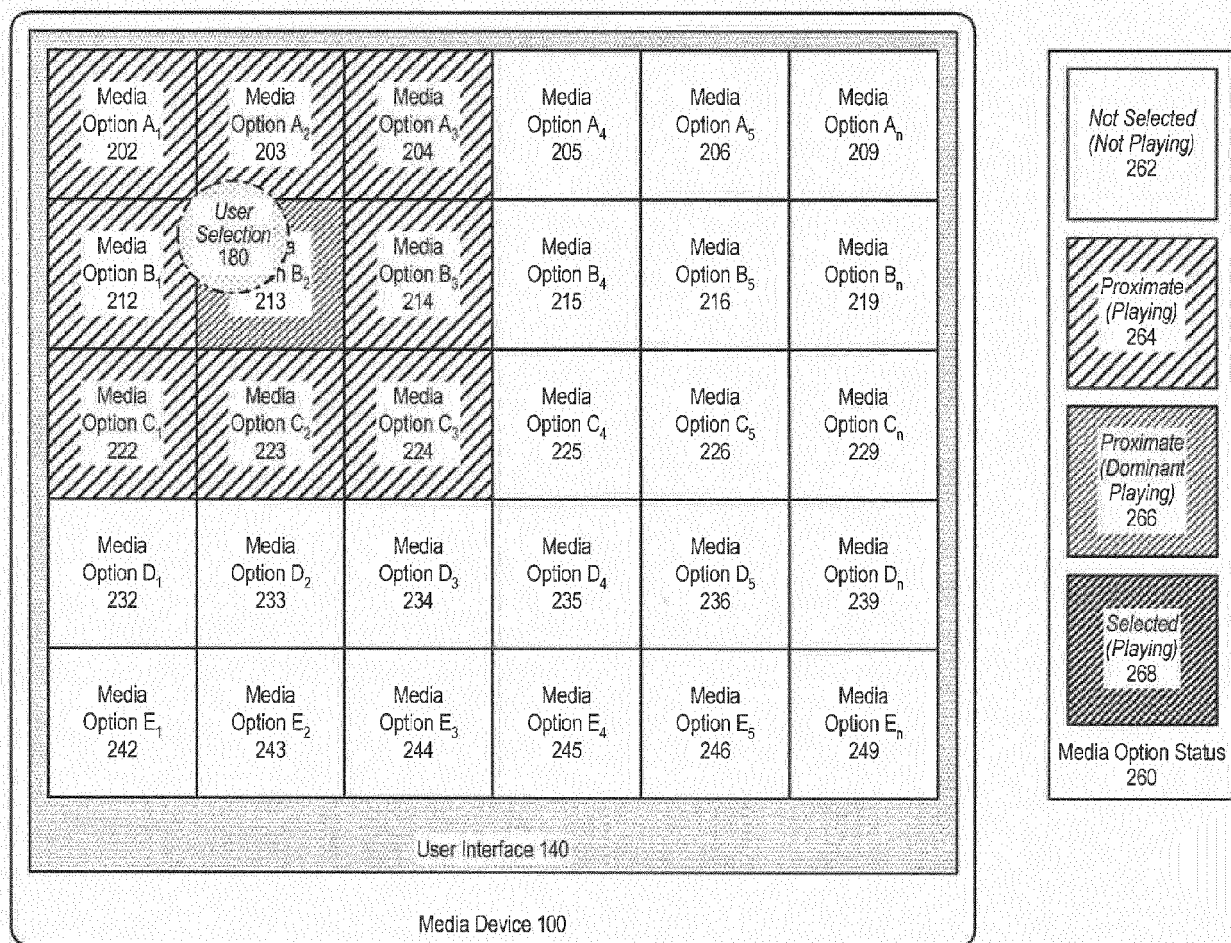 Media Option A₁ 202
Media Option A₂ 203
Media Option A₃ 204
Media Option A₄ 205
Media Option A₅ 206
Media Option Aₙ 209
User Selection 180
Media Option B₁ 212
n B₂ 213
Media Option B₃ 214
Media Option B₄ 215
Media Option B₅ 216
Media Option Bₙ 219
Media Option C₁ 222
Media Option C₂ 223
Media Option C₃ 224
Media Option C₄ 225
Media Option C₅ 226
Media Option Cₙ 229
Media Option D₁ 232
Media Option D₂ 233
Media Option D₃ 234
Media Option D₄ 235
Media Option D₅ 236
Media Option Dₙ 239
Media Option E₁ 242
Media Option E₂ 243
Media Option E₃ 244
Media Option E₄ 245
Media Option E₅ 246
Media Option Eₙ 249
User Interface 140
Media Device 100
Not Selected
(Not Playing)
262
Proximate
(Playing)
264
Proximate
(Dominant
Playing)
266
Selected
(Playing)
268
Media Option Status
260